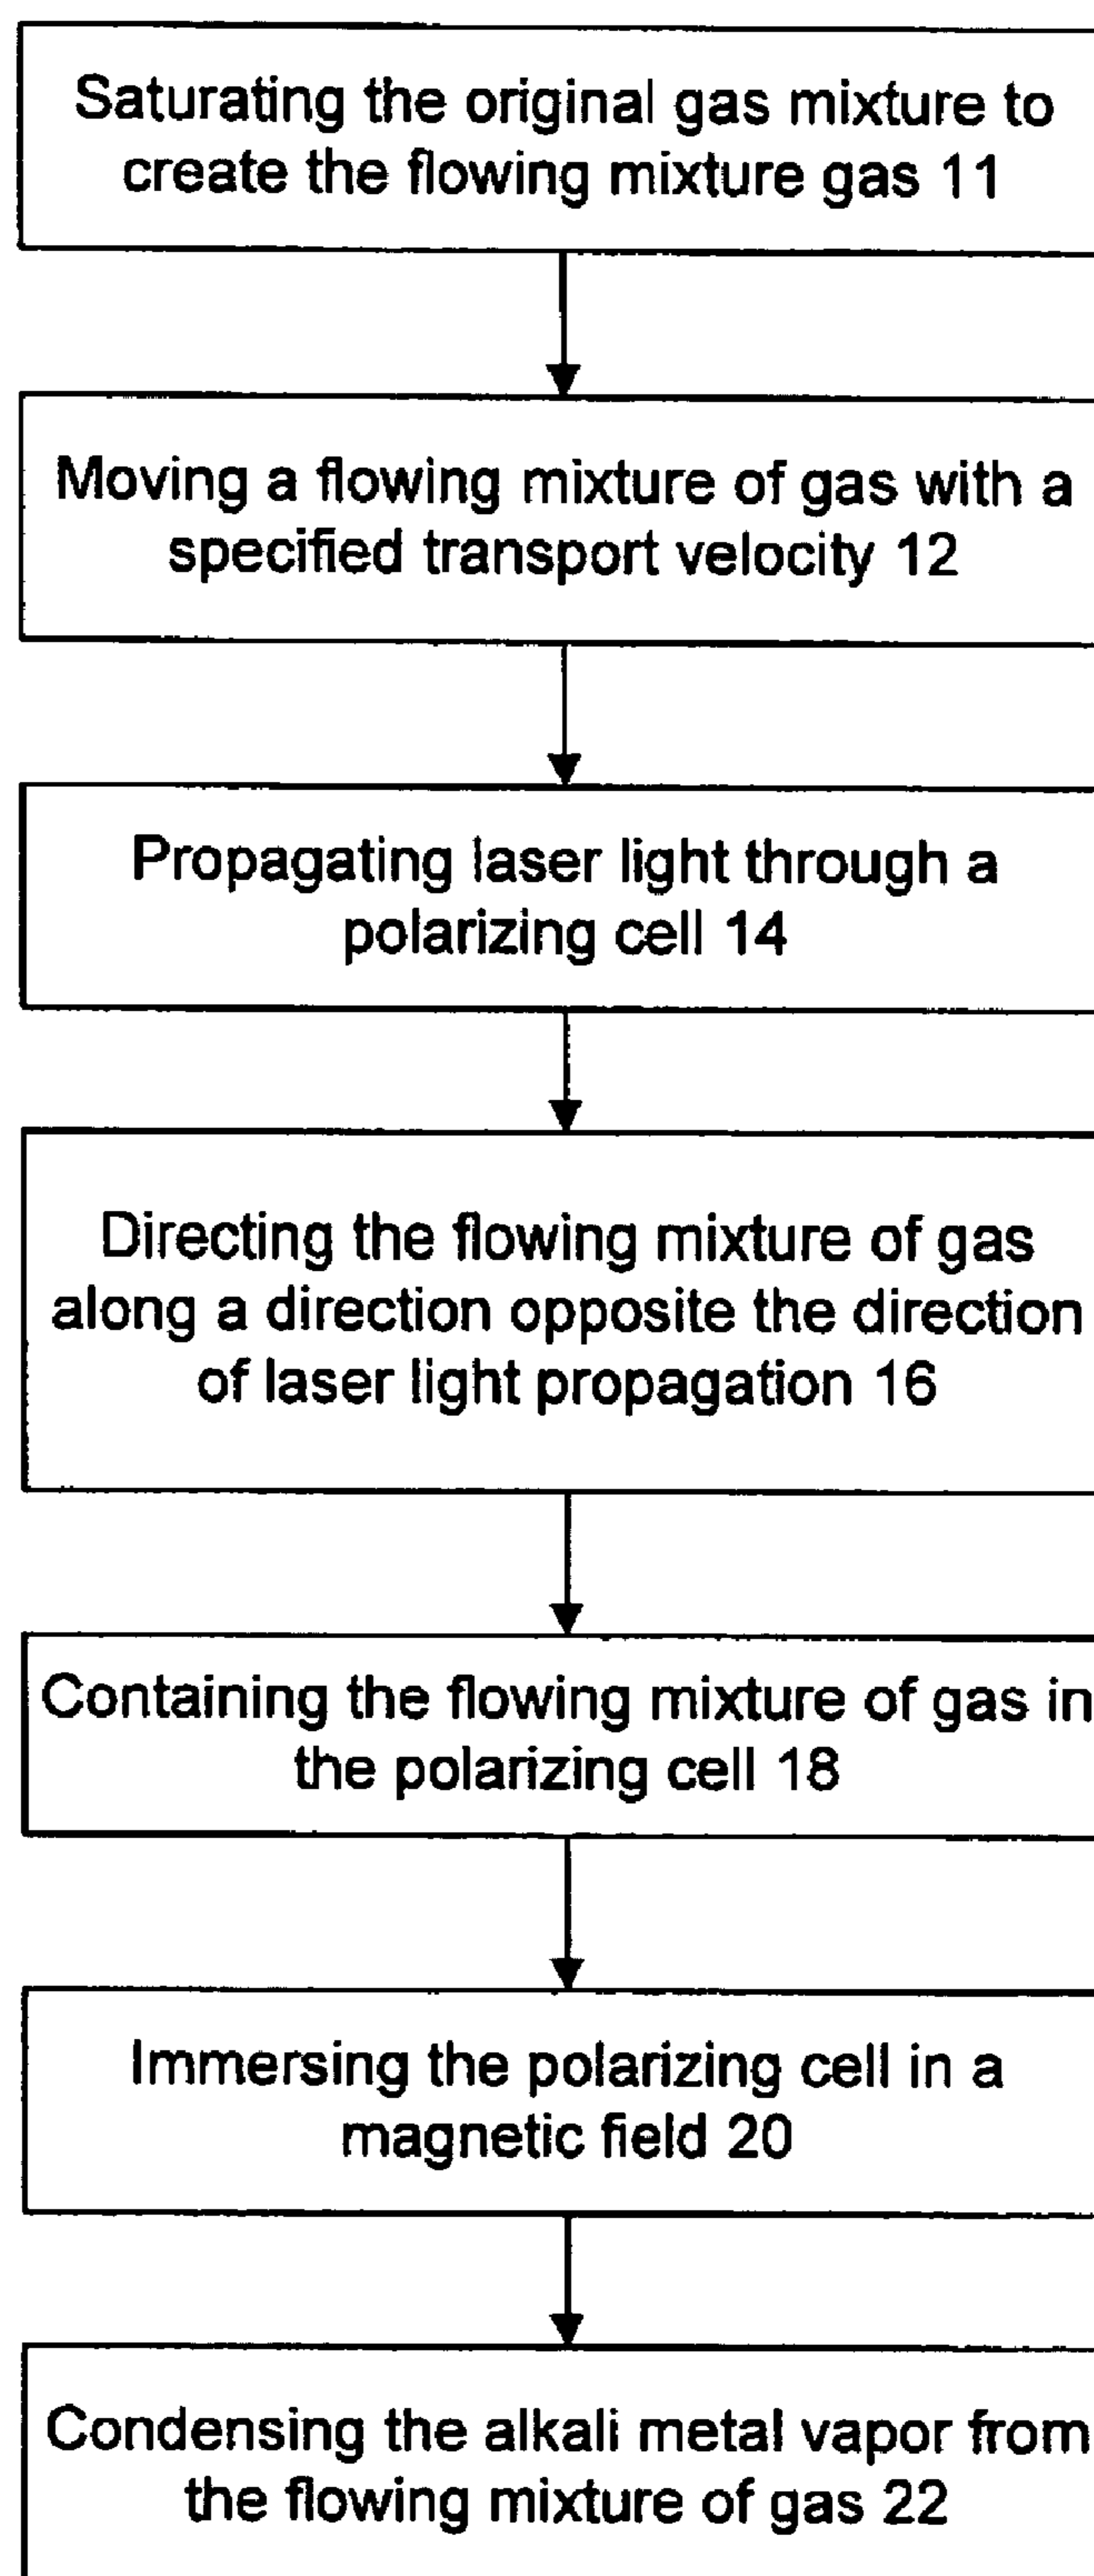 Saturating the original gas mixture to
create the flowing mixture gas 11
Moving a flowing mixture of gas with a
specified transport velocity 12
Propagating laser light through a
polarizing cell 14
Directing the flowing mixture of gas
along a direction opposite the direction
of laser light propagation 16
Containing the flowing mixture of gas in
the polarizing cell 18
Immersing the polarizing cell in a
magnetic field 20
Condensing the alkali metal vapor from
the flowing mixture of gas 22